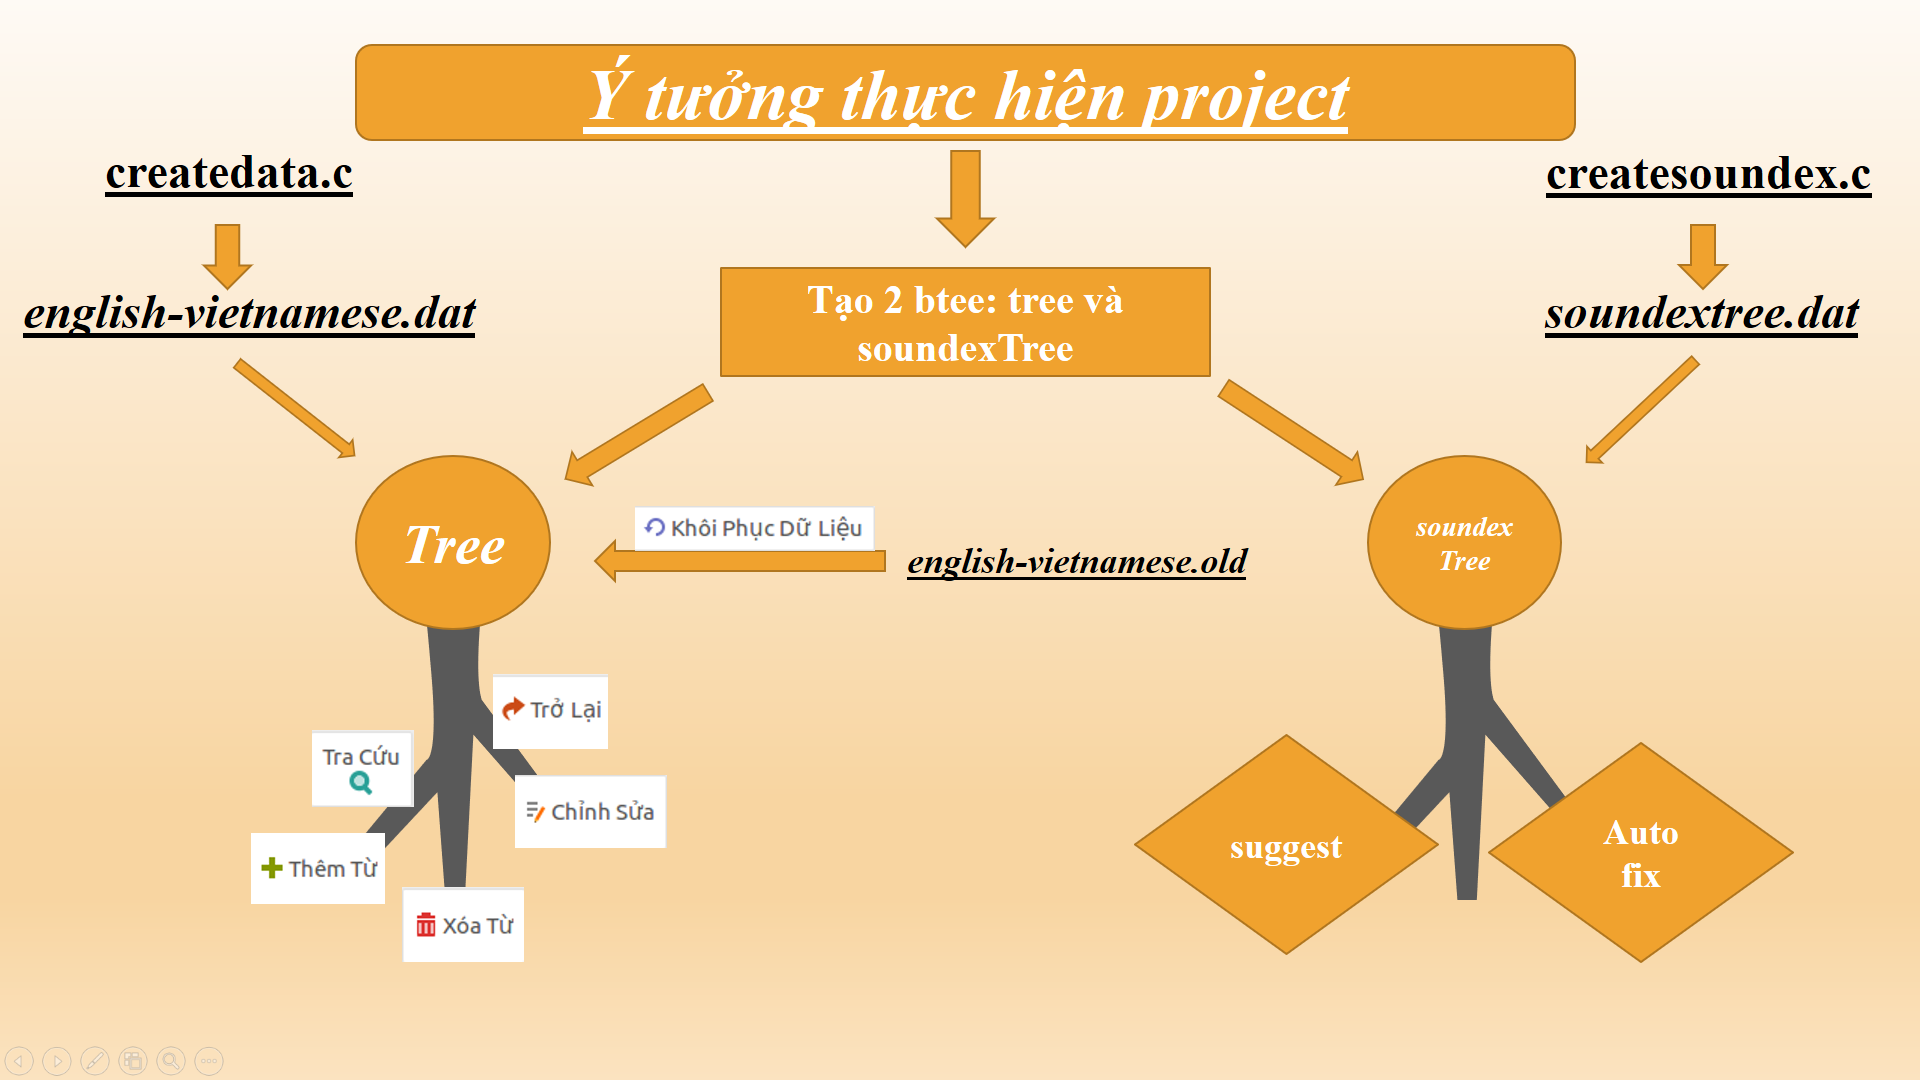 Ý tưởng thực hiện project
createdata.c
createsoundex.c
english-vietnamese.dat
Tạo 2 btee: tree và
soundexTree
soundextree.dat
Tree
Khôi Phục Dữ Liệu
english-vietnamese.old
soundex
Tree
Trở Lại
Tra Cứu
Chỉnh Sửa
Thêm Từ
Xóa Từ
suggest
Auto
fix